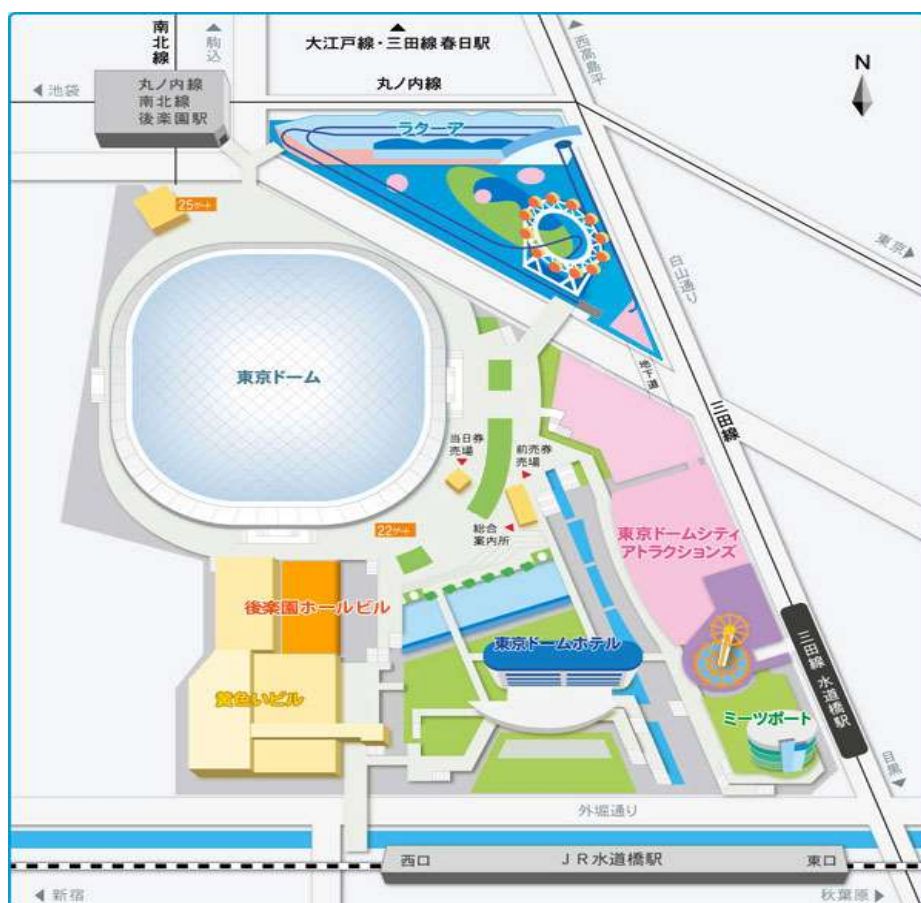 南北線
駒込
大江戸線・三田線 春日駅
西高島平
N
池袋
丸ノ内線
南北線
後楽園駅
丸ノ内線
ラクーア
25ゲート
東京
白山通り
東京ドーム
地下道
三田線
当日券
売場
前売券
売場
22ゲート
総合
案内所
東京ドームシティ
アトラクションズ
後楽園ホールビル
東京ドームホテル
三田線 水道橋駅
黄色いビル
ミーツポート
目黒
外堀通り
西口
JR水道橋駅
東口
新宿
秋葉原